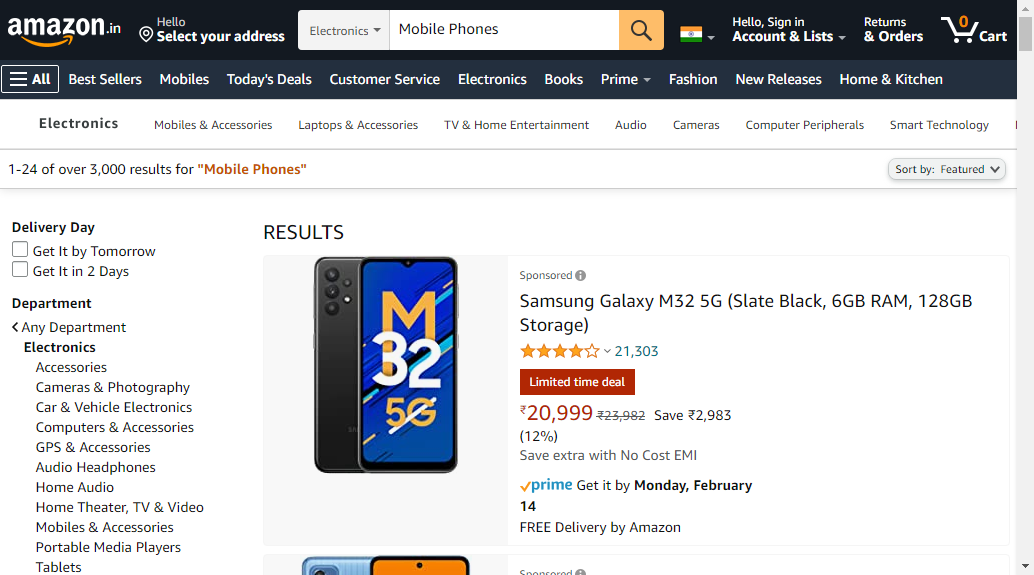 amazon.in
Hello
Select your address
Electronics
Mobile Phones
Hello, Sign in
Account & Lists
Returns
& Orders
0
Cart
All
Best Sellers
Mobiles
Today's Deals
Customer Service
Electronics
Books
Prime
Fashion
New Releases
Home & Kitchen
Electronics
Mobiles & Accessories
Laptops & Accessories
TV & Home Entertainment
Audio
Cameras
Computer Peripherals
Smart Technology
1-24 of over 3,000 results for "Mobile Phones"
Sort by: Featured
Delivery Day
Get It by Tomorrow
Get It in 2 Days
Department
Any Department
Electronics
Accessories
Cameras & Photography
Car & Vehicle Electronics
Computers & Accessories
GPS & Accessories
Audio Headphones
Home Audio
Home Theater, TV & Video
Mobiles & Accessories
Portable Media Players
Tablets
RESULTS
M
32
5G
Sponsored
Samsung Galaxy M32 5G (Slate Black, 6GB RAM, 128GB
Storage)
21,303
Limited time deal
₹20,999 ₹23,982 Save ₹2,983
(12%)
Save extra with No Cost EMI
prime Get it by Monday, February
14
FREE Delivery by Amazon
Sponsored